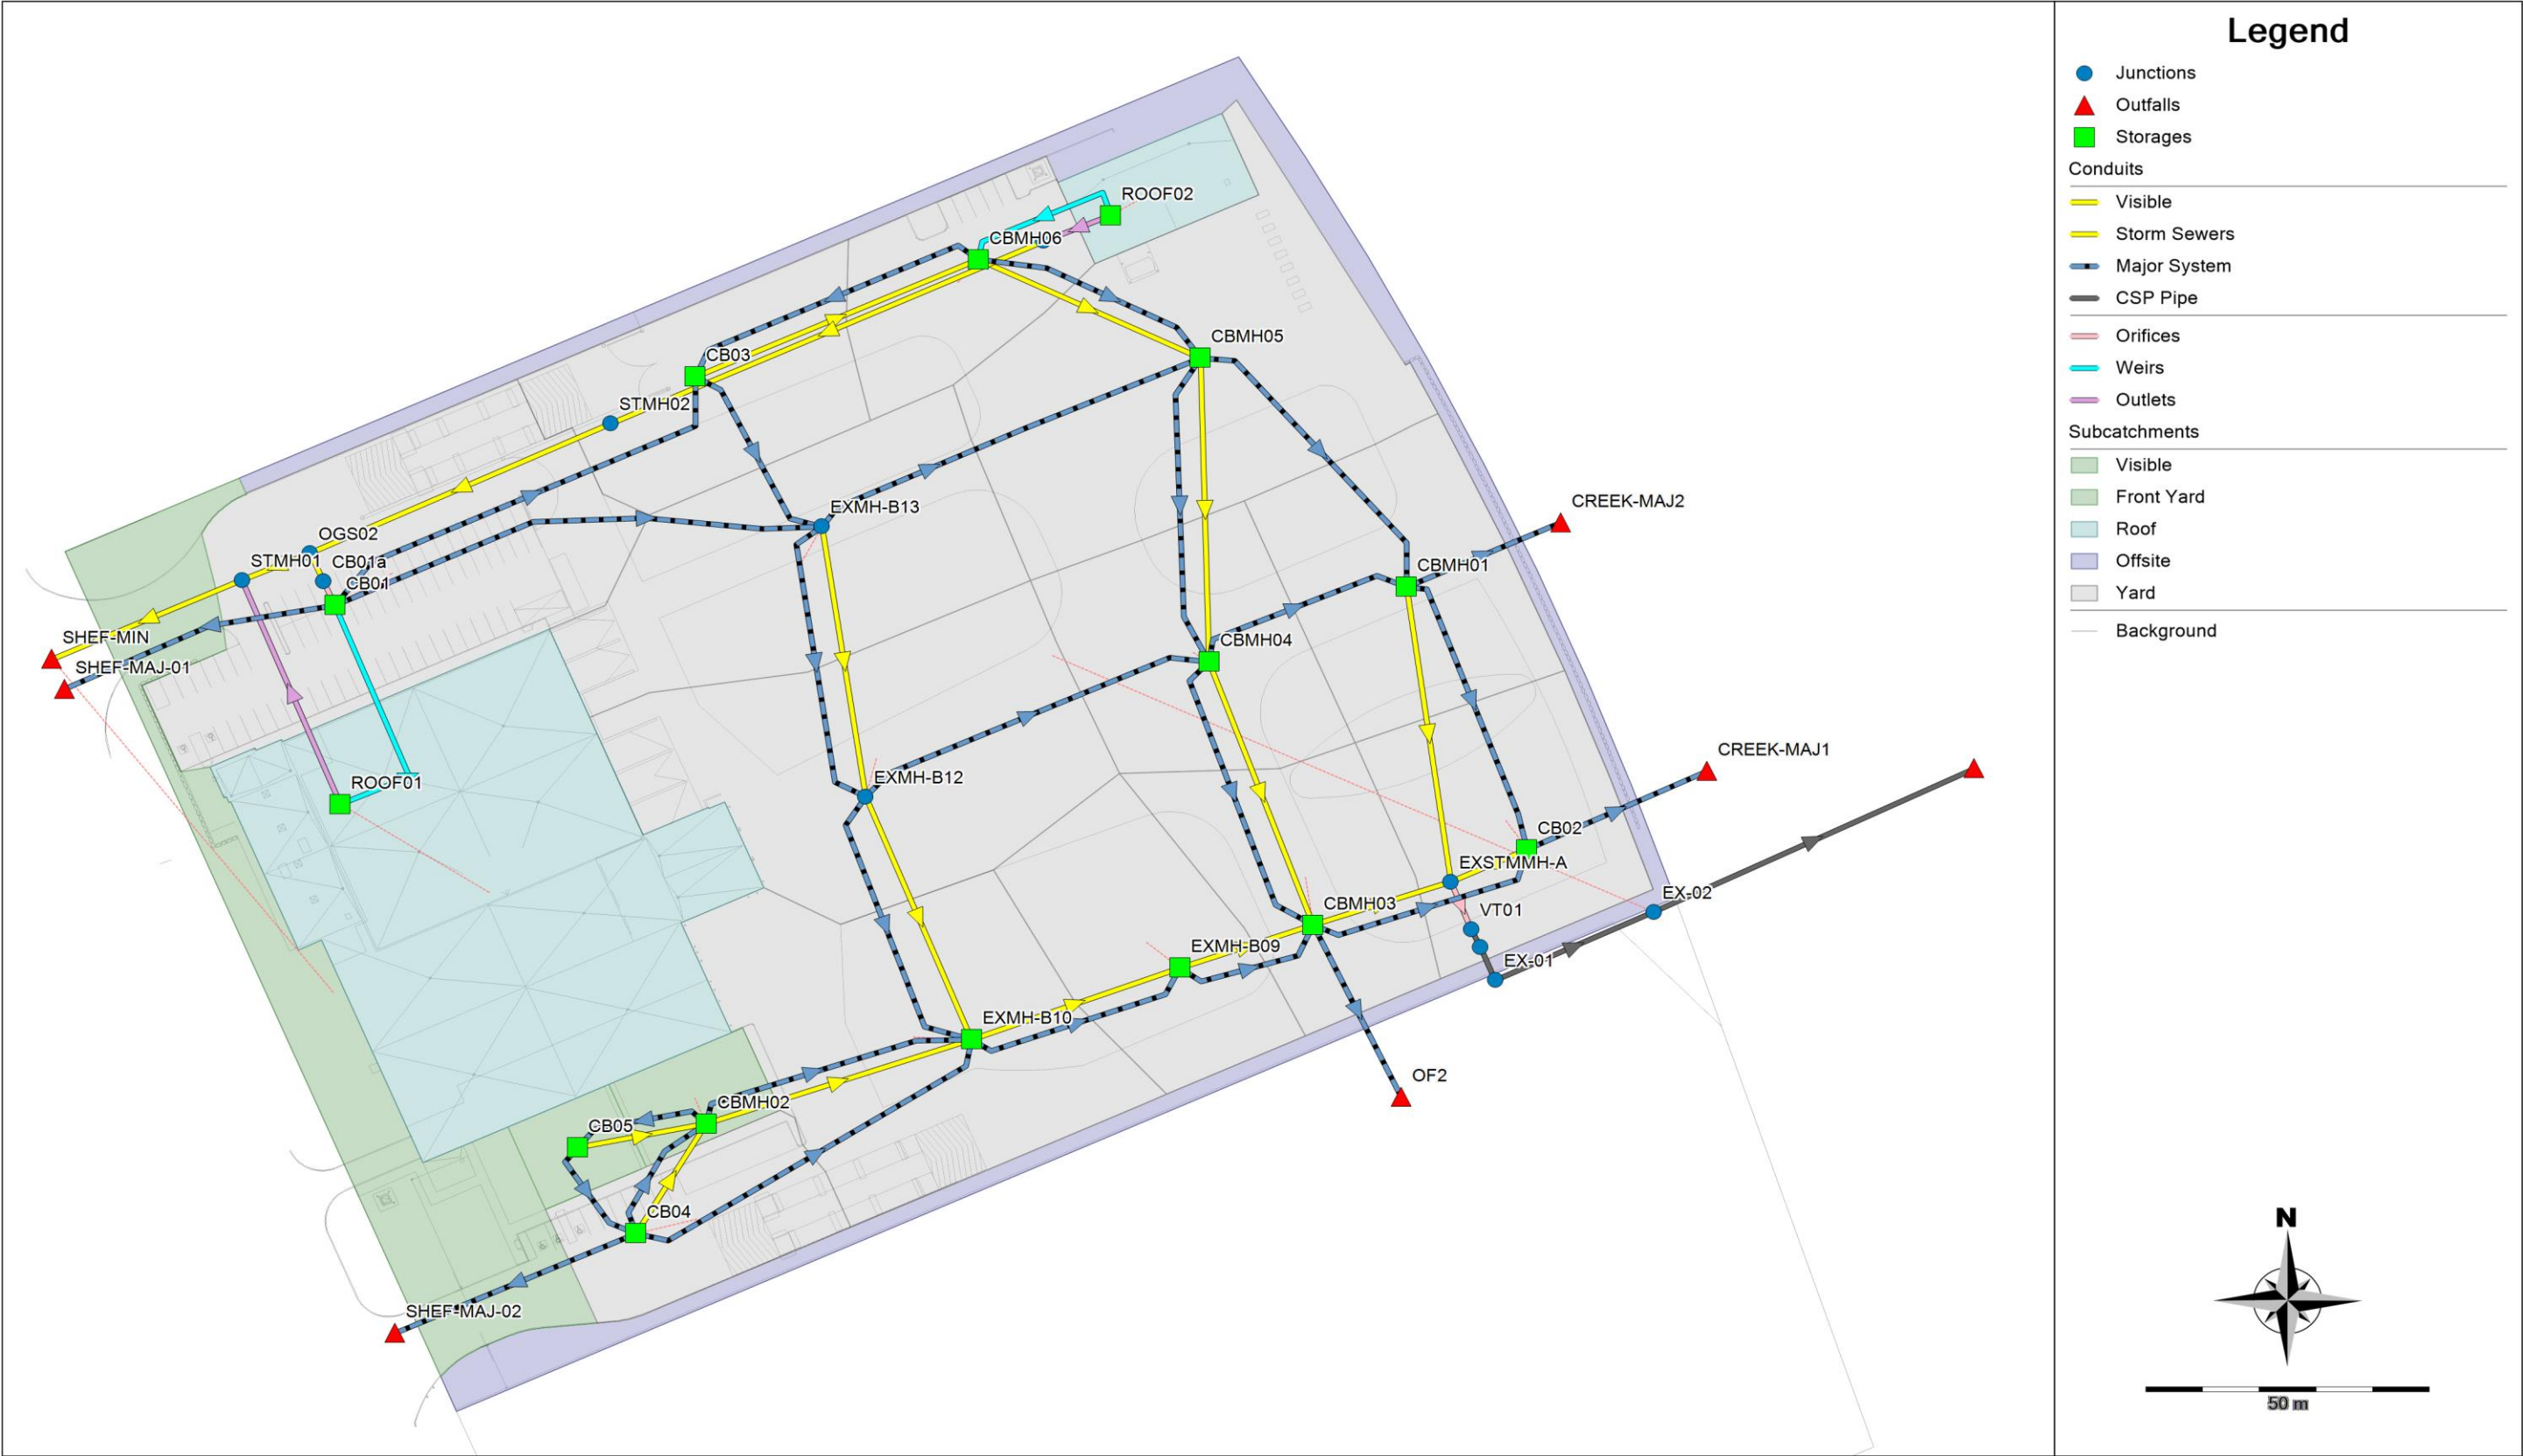 Legend
Junctions
Outfalls
Storages
Conduits
Visible
Storm Sewers
Major System
CSP Pipe
Orifices
Weirs
Outlets
Subcatchments
Visible
Front Yard
Roof
Offsite
Yard
Background
N
50 m
ROOF02
CBMH06
CBMH05
CB03
STMH02
EXMH-B13
CREEK-MAJ2
OGS02
STMH01
CB01a
CB01
CBMH01
SHEF-MIN
CBMH04
SHEF-MAJ-01
CREEK-MAJ1
ROOF01
EXMH-B12
CB02
EXSTMMH-A
EX-02
CBMH03
VT01
EXMH-B09
EX-01
EXMH-B10
OF2
CBMH02
CB05
CB04
SHEF-MAJ-02